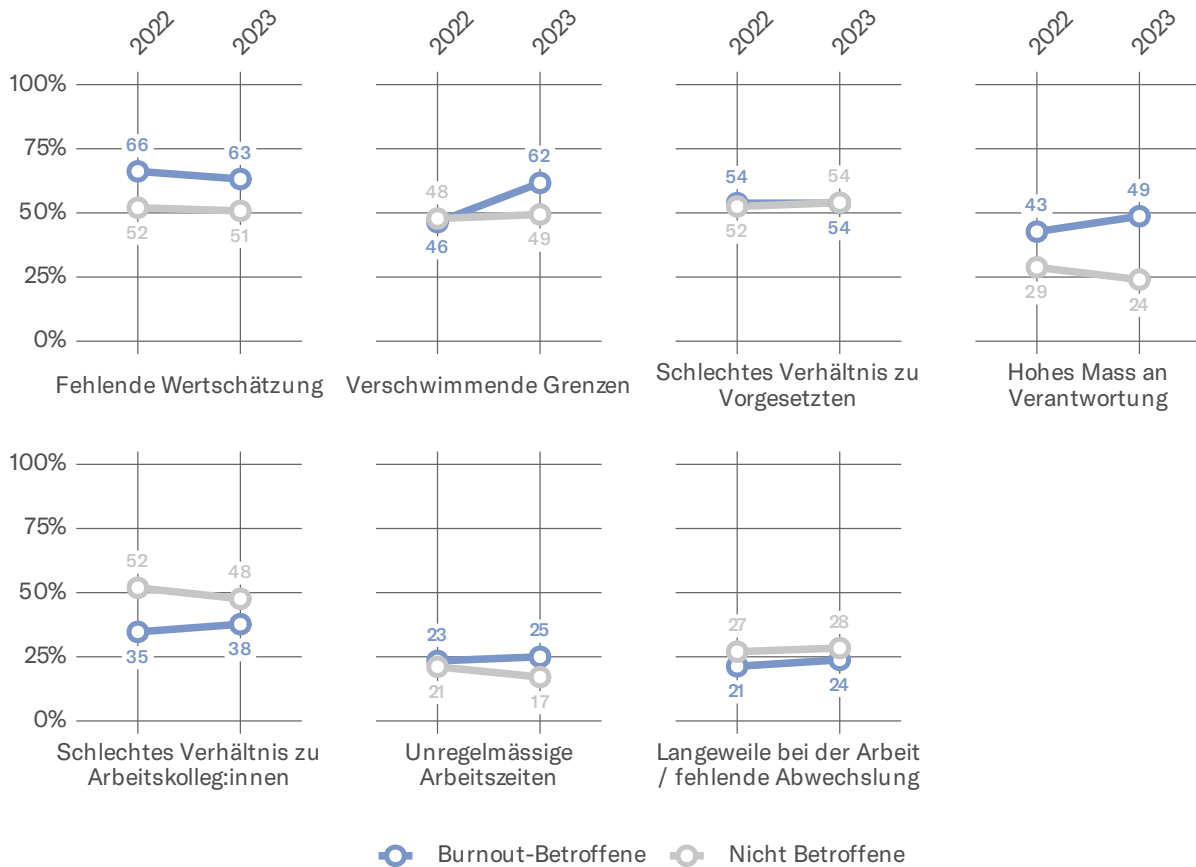 2022 2023 2022 2023 2022 2023 2022 2023
100%
75%
50%
25%
0%
66 63
52 51
62
48
46 49
54 54
52 54
43 49
29 24
Fehlende Wertschätzung
Verschwimmende Grenzen
Schlechtes Verhältnis zu
Vorgesetzten
Hohes Mass an
Verantwortung
100%
75%
50%
25%
0%
52 48
35 38
23 25
21 17
27 28
21 24
Schlechtes Verhältnis zu
Arbeitskolleg:innen
Unregelmässige
Arbeitszeiten
Langeweile bei der Arbeit
/ fehlende Abwechslung
Burnout-Betroffene Nicht Betroffene